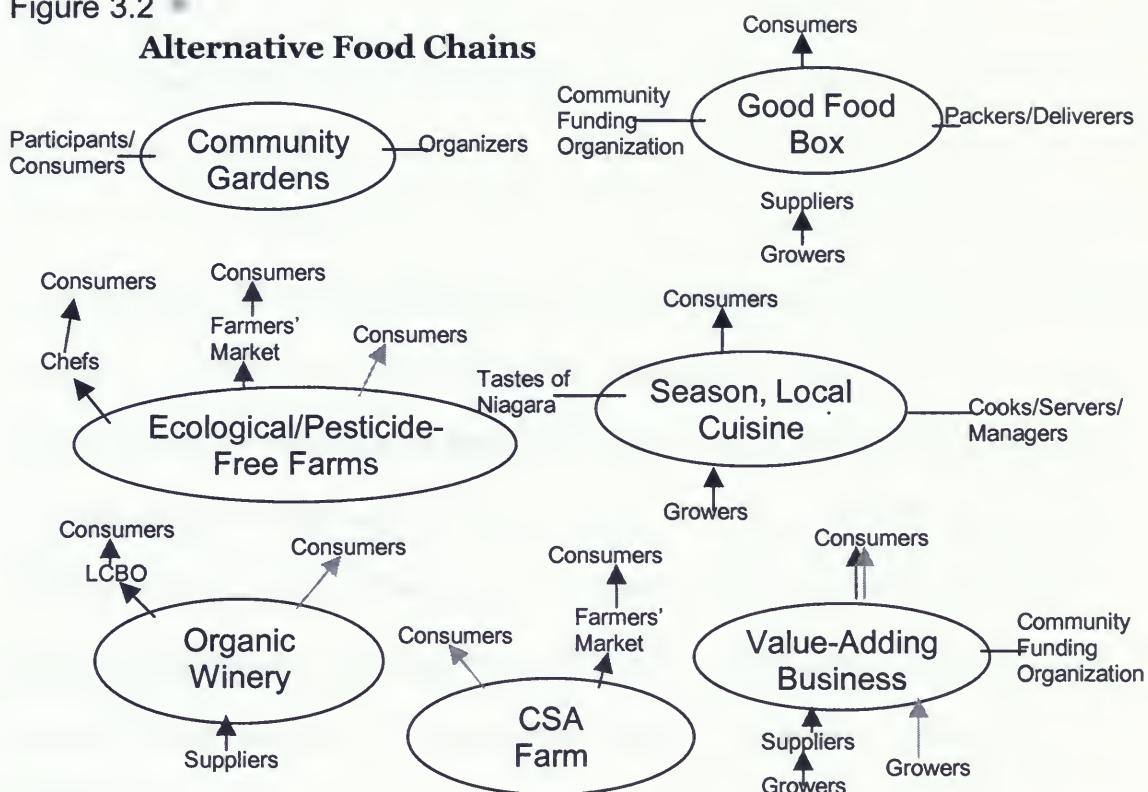 Figure 3.2
Alternative Food Chains
Participants/
Consumers
Community
Gardens
Organizers
Consumers
Community
Funding
Organization
Good Food
Box
Packers/Deliverers
Suppliers
Growers
Consumers
Chefs
Consumers
Farmers'
Market
Consumers
Ecological/Pesticide-
Free Farms
Consumers
Tastes of
Niagara
Season, Local
Cuisine
Cooks/Servers/
Managers
Growers
Consumers
LCBO
Consumers
Organic
Winery
Suppliers
Consumers
Consumers
Farmers'
Market
CSA
Farm
Consumers
Value-Adding
Business
Community
Funding
Organization
Suppliers
Growers
Growers